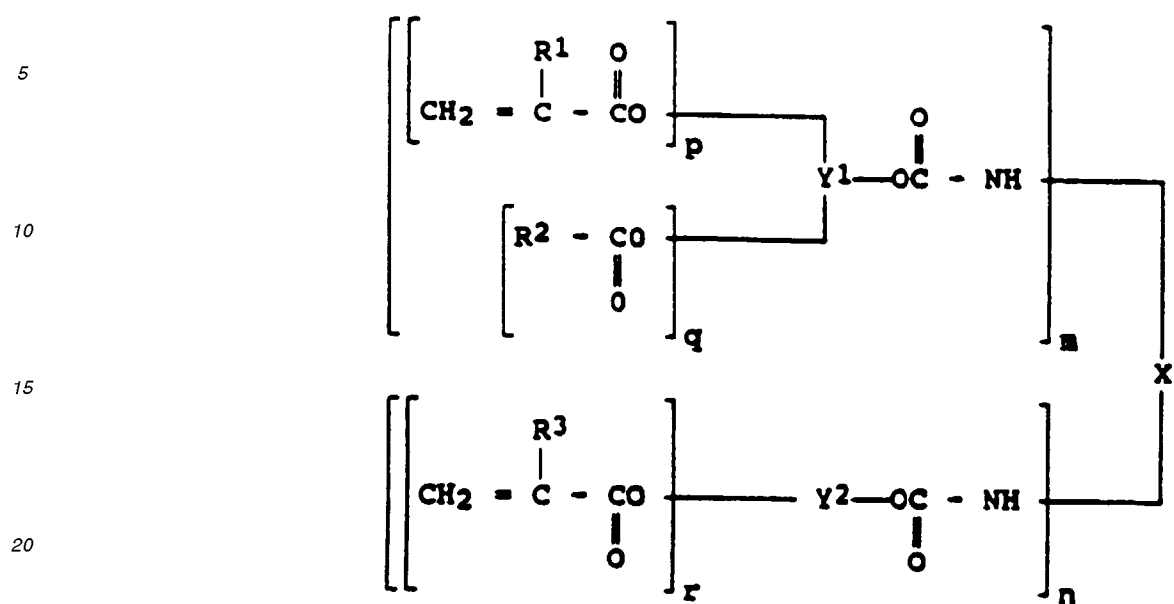 R1 O
5
CH2 = C - CO p O
Y1 OC - NH
10 R2 - CO
O
q m
15 X
R3
CH2 = C - CO Y2 OC - NH
20 O O
r n